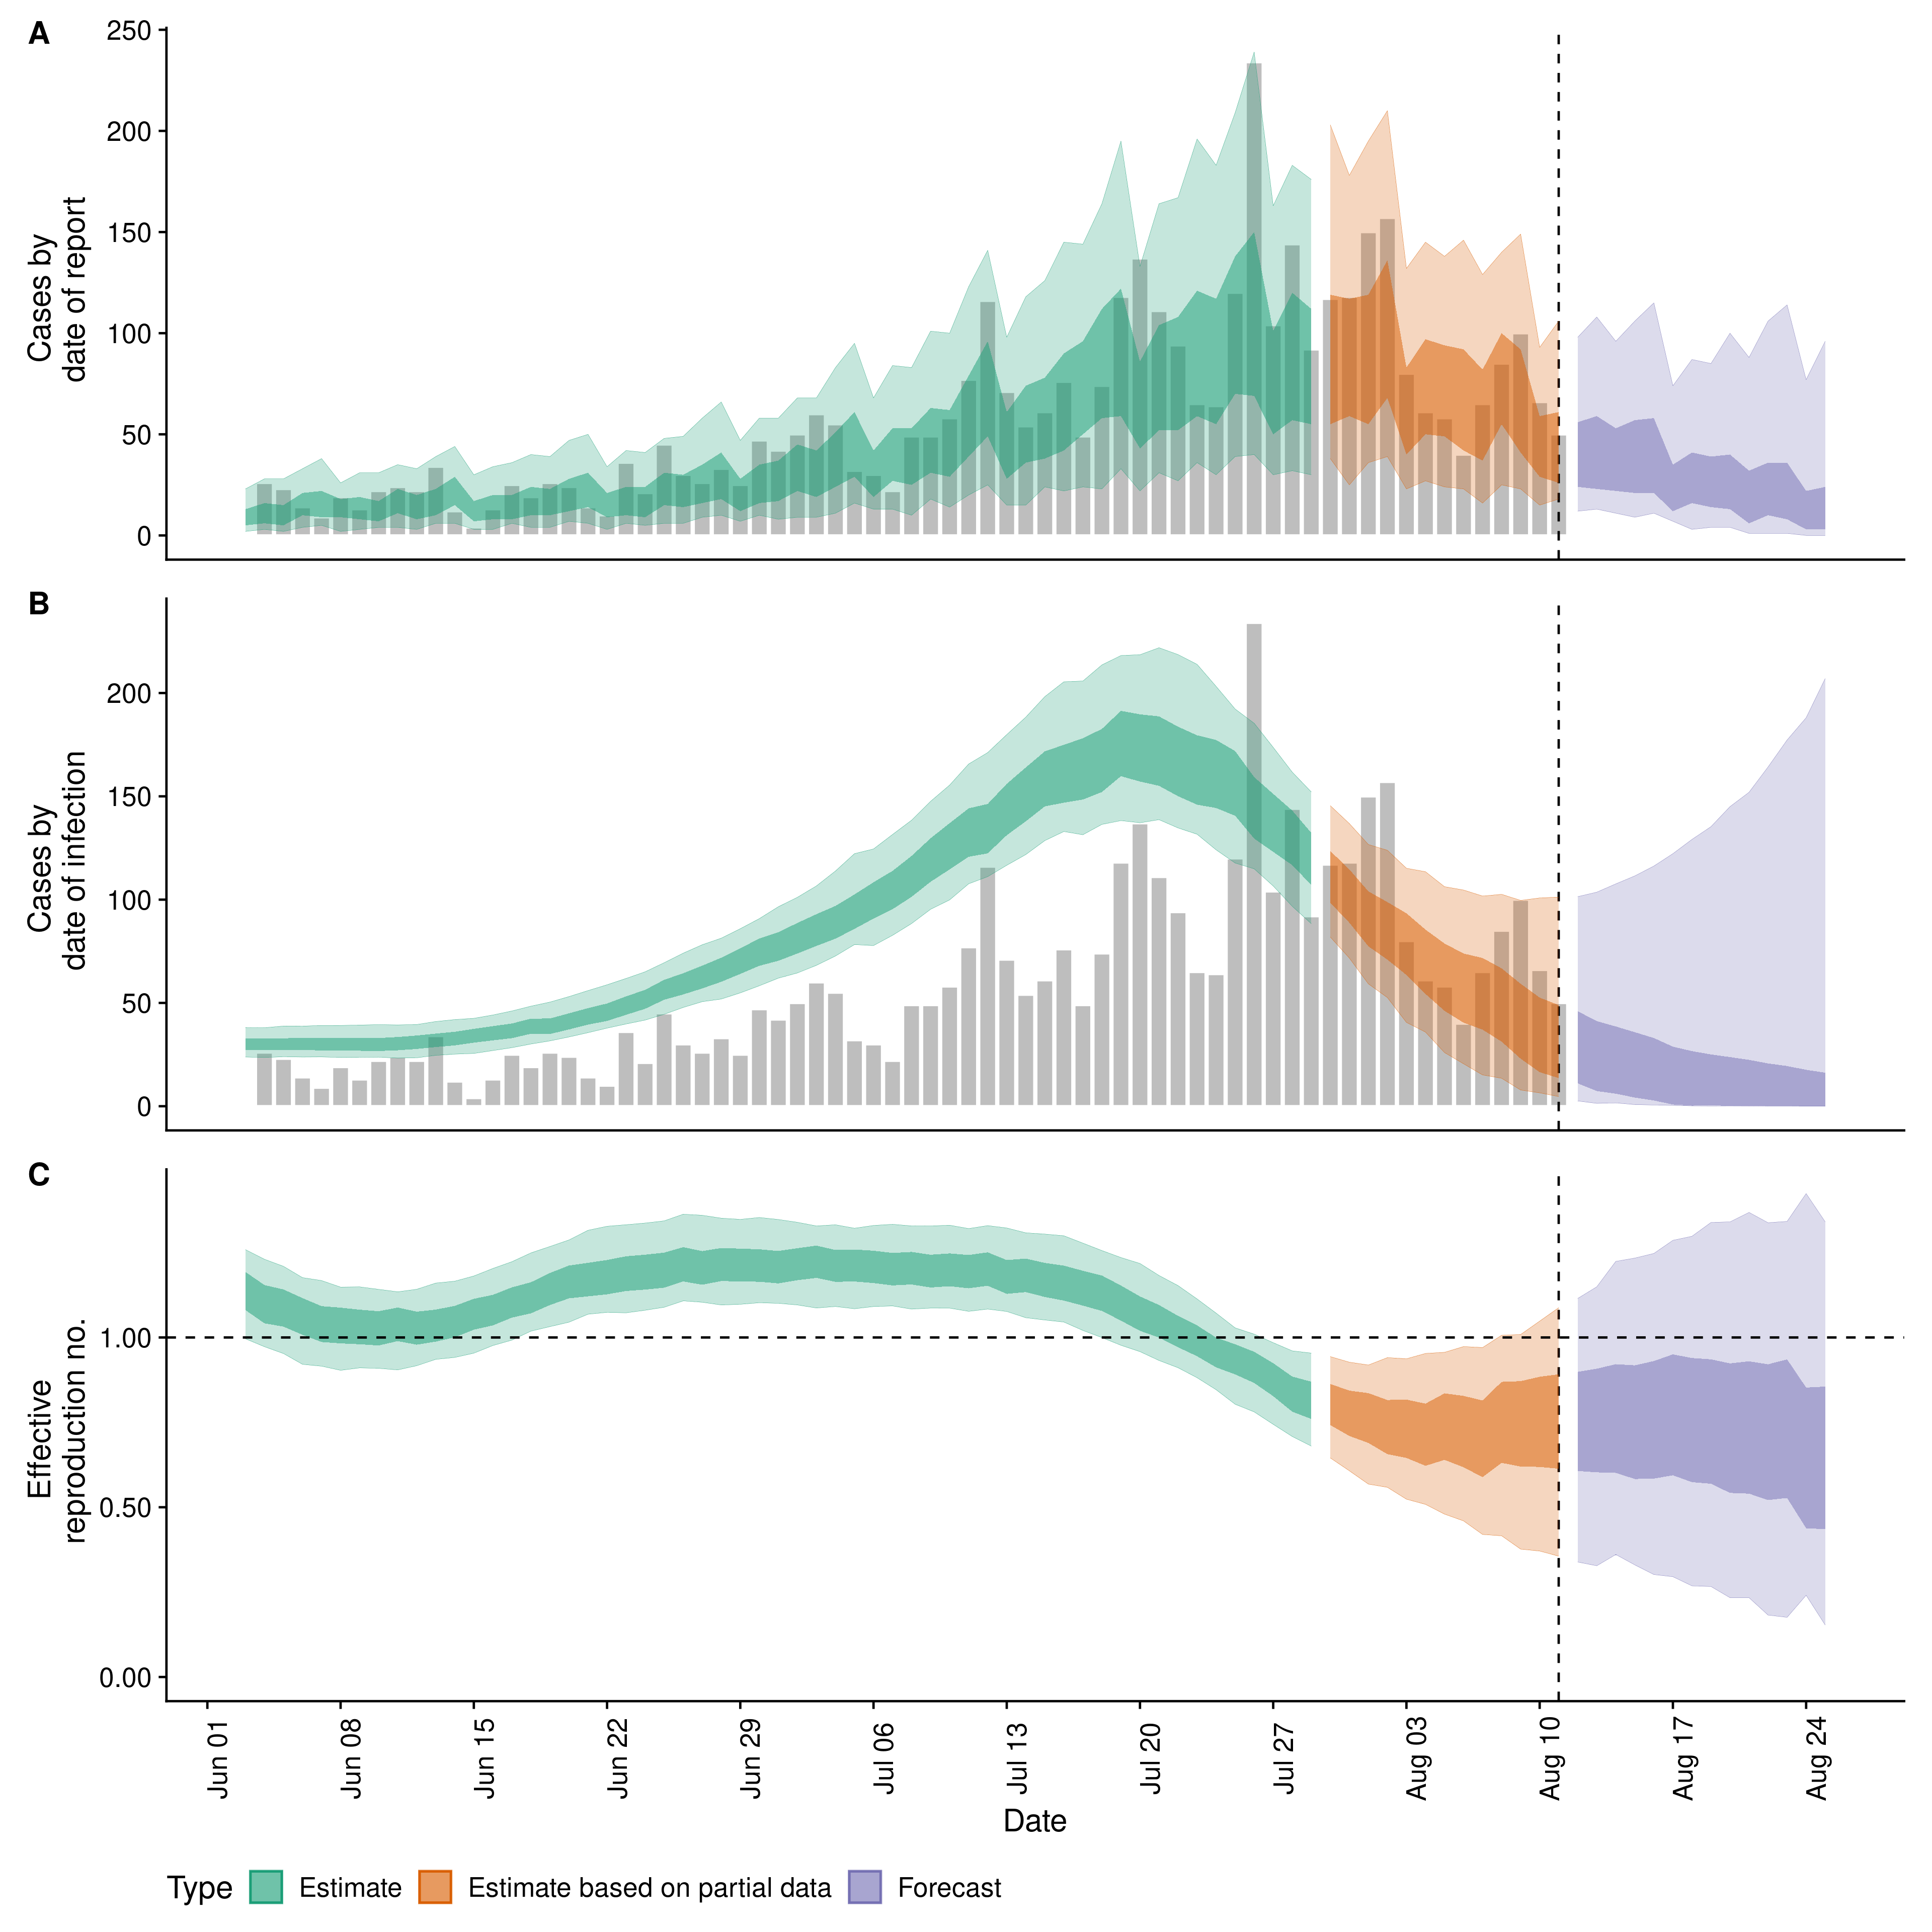 A
Cases by
date of report
250
200
150
100
50
0
B
Cases by
date of infection
200
150
100
50
0
C
Effective
reproduction no.
1.00
0.50
0.00
Jun 01
Jun 08
Jun 15
Jun 22
Jun 29
Jul 06
Jul 13
Jul 20
Jul 27
Aug 03
Aug 10
Aug 17
Aug 24
Date
Type Estimate Estimate based on partial data Forecast